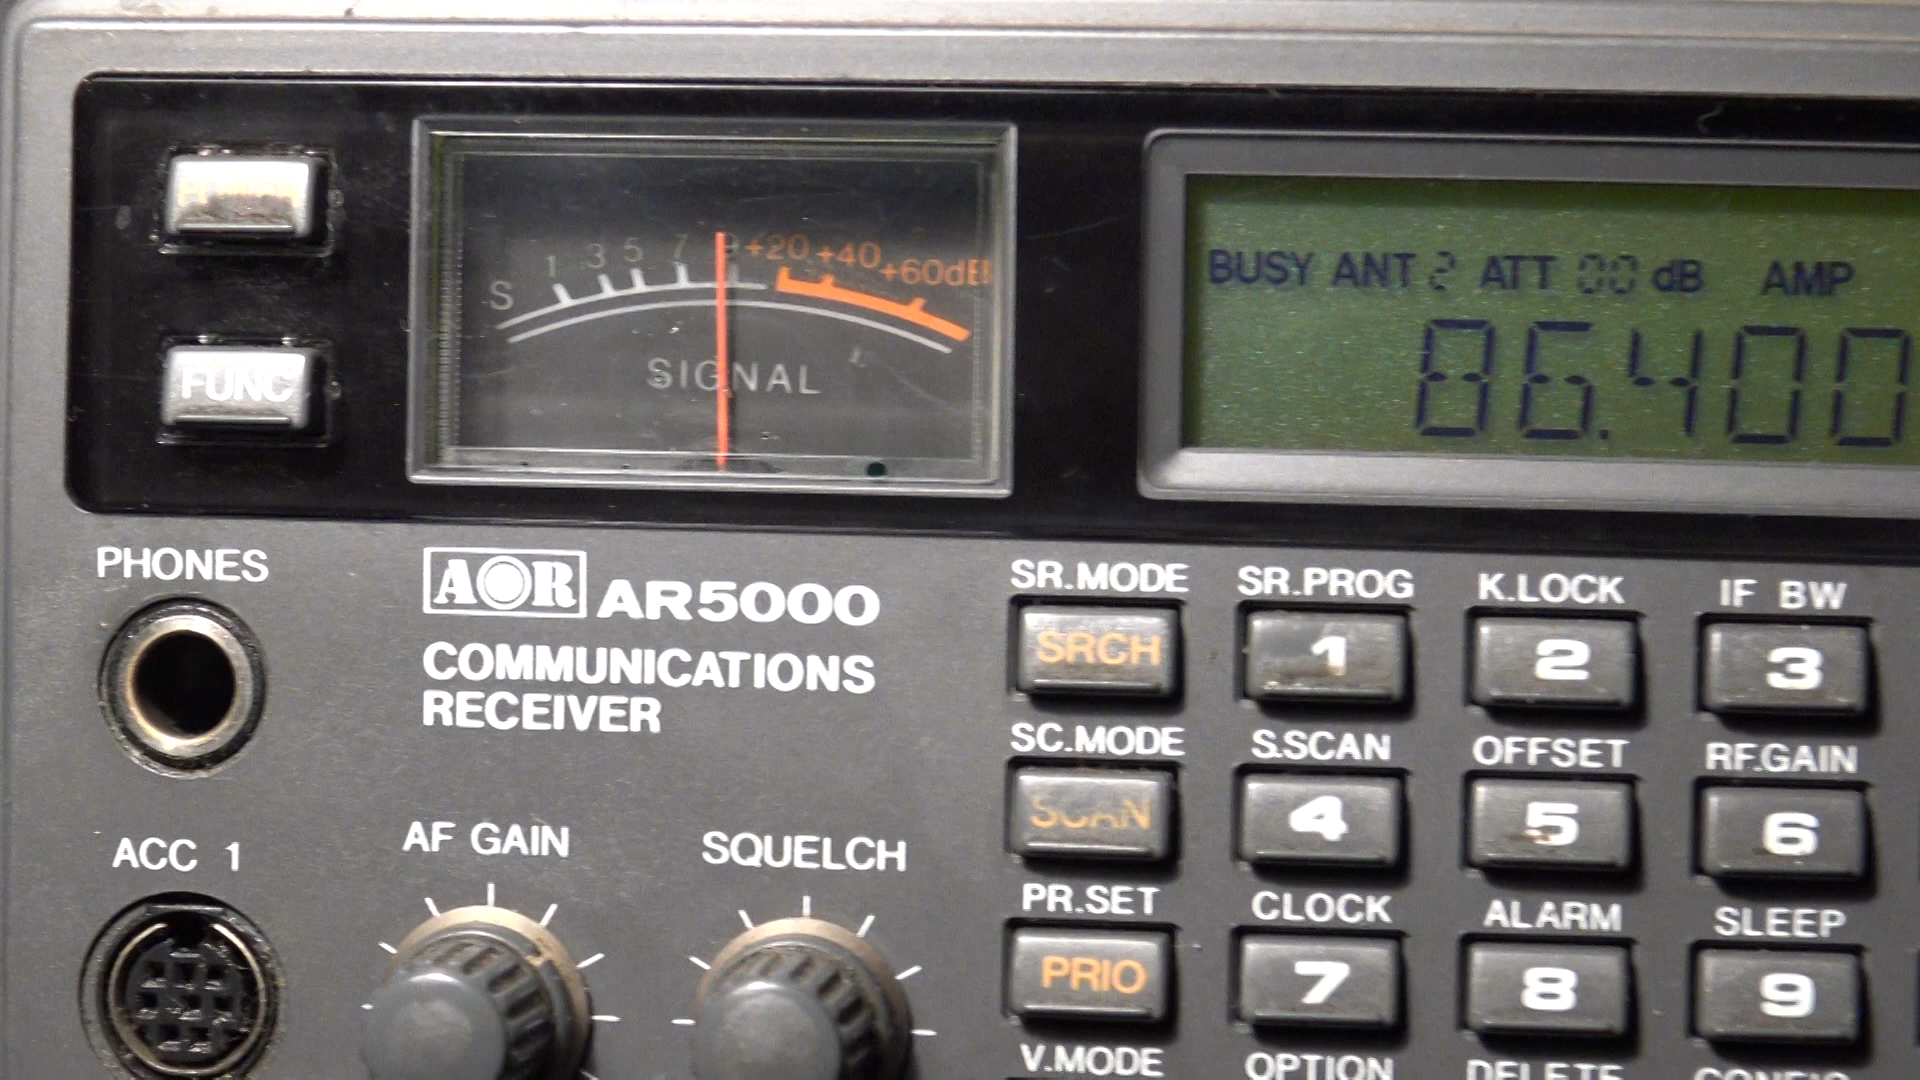 S 1 3 5 7 9 +20 +40 +60dB
SIGNAL
FUNC
BUSY ANT 2 ATT 00 dB AMP
86.400
PHONES
AOR AR5000
COMMUNICATIONS
RECEIVER
ACC 1
AF GAIN
SQUELCH
SR.MODE SR.PROG K.LOCK IF BW
SRCH 1 2 3
SC.MODE S.SCAN OFFSET RF.GAIN
SCAN 4 5 6
PR.SET CLOCK ALARM SLEEP
PRIO 7 8 9
V.MODE OPTION DELETE CONFIG